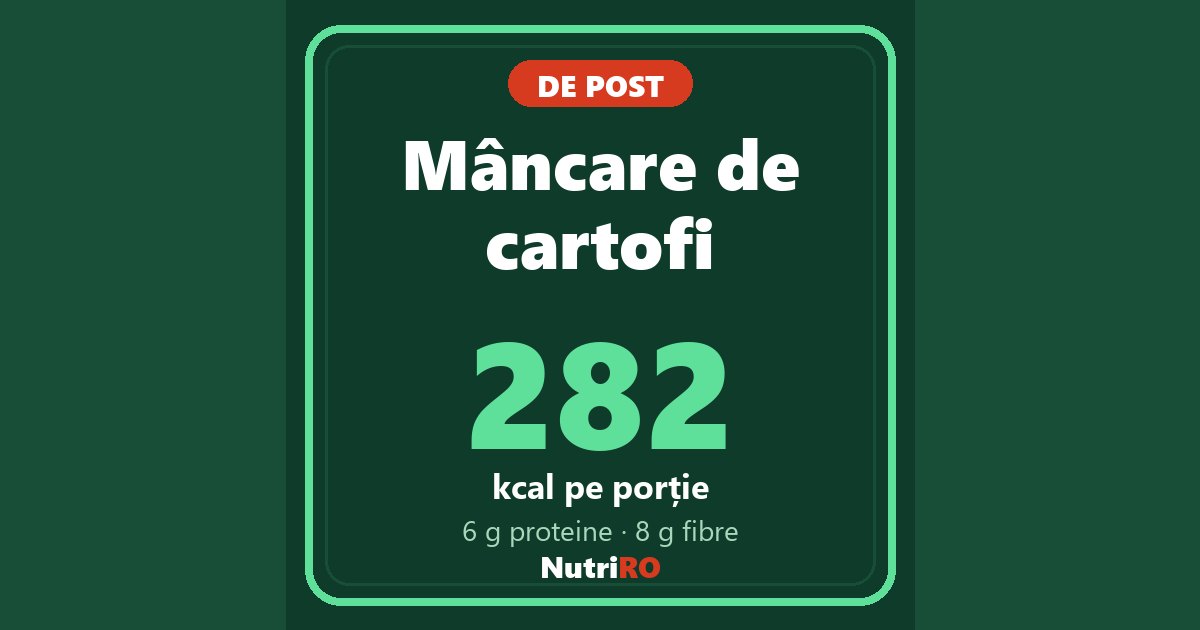 DE POST
Mâncare de
cartofi
282
kcal pe porție
6 g proteine · 8 g fibre
NutriRO